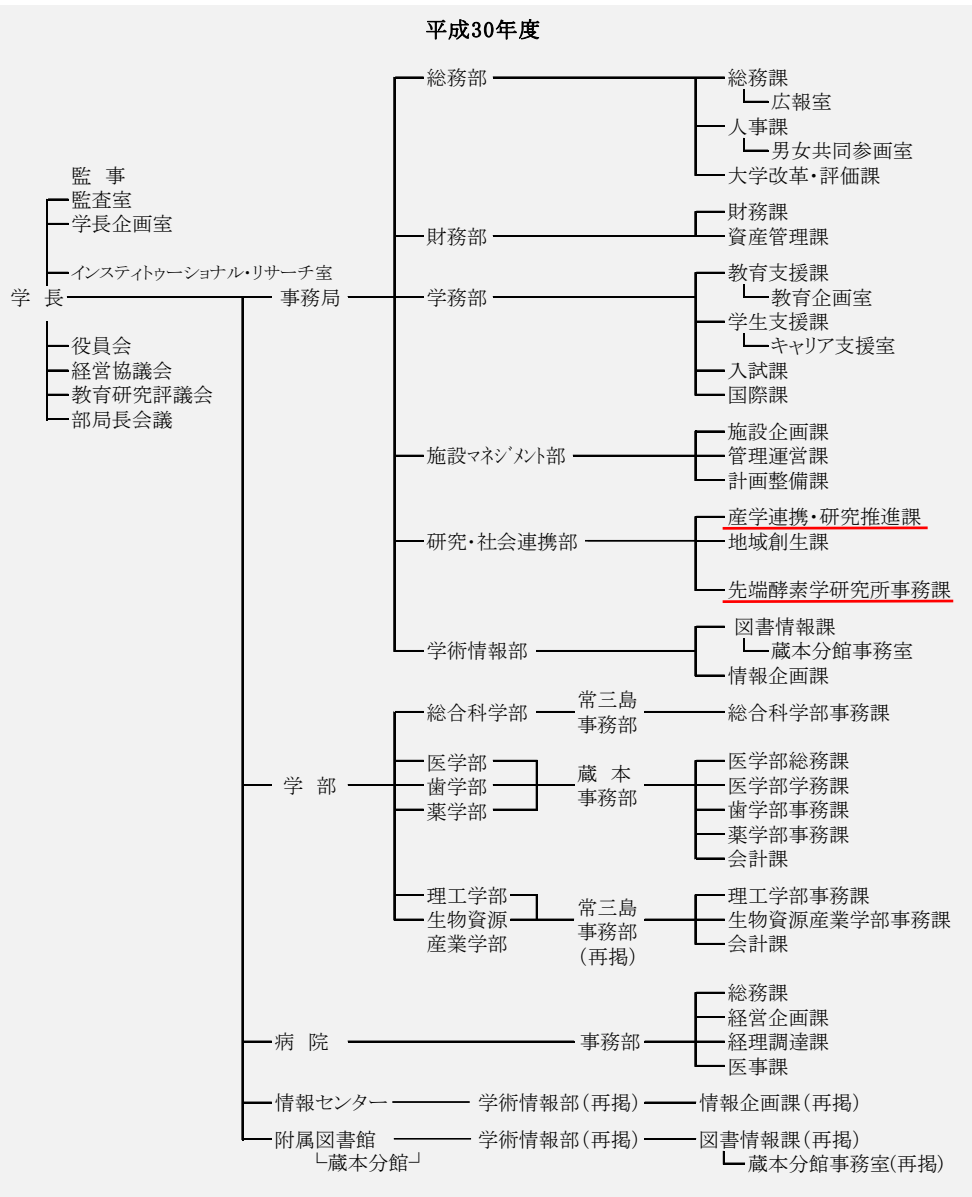 平成30年度
総務部
総務課
広報室
人事課
男女共同参画室
大学改革・評価課
監　事
監査室
学長企画室
インスティトゥーショナル・リサーチ室
学　長
役員会
経営協議会
教育研究評議会
部局長会議
事務局
財務部
財務課
資産管理課
学務部
教育支援課
教育企画室
学生支援課
キャリア支援室
入試課
国際課
施設マネジメント部
施設企画課
管理運営課
計画整備課
研究・社会連携部
産学連携・研究推進課
地域創生課
先端酵素学研究所事務課
学術情報部
図書情報課
蔵本分館事務室
情報企画課
学　部
総合科学部
常三島
事務部
総合科学部事務課
医学部
歯学部
薬学部
蔵　本
事務部
医学部総務課
医学部学務課
歯学部事務課
薬学部事務課
会計課
理工学部
生物資源
産業学部
常三島
事務部
(再掲)
理工学部事務課
生物資源産業学部事務課
会計課
病　院
事務部
総務課
経営企画課
経理調達課
医事課
情報センター
学術情報部(再掲)
情報企画課(再掲)
附属図書館
└蔵本分館┘
学術情報部(再掲)
図書情報課(再掲)
蔵本分館事務室(再掲)